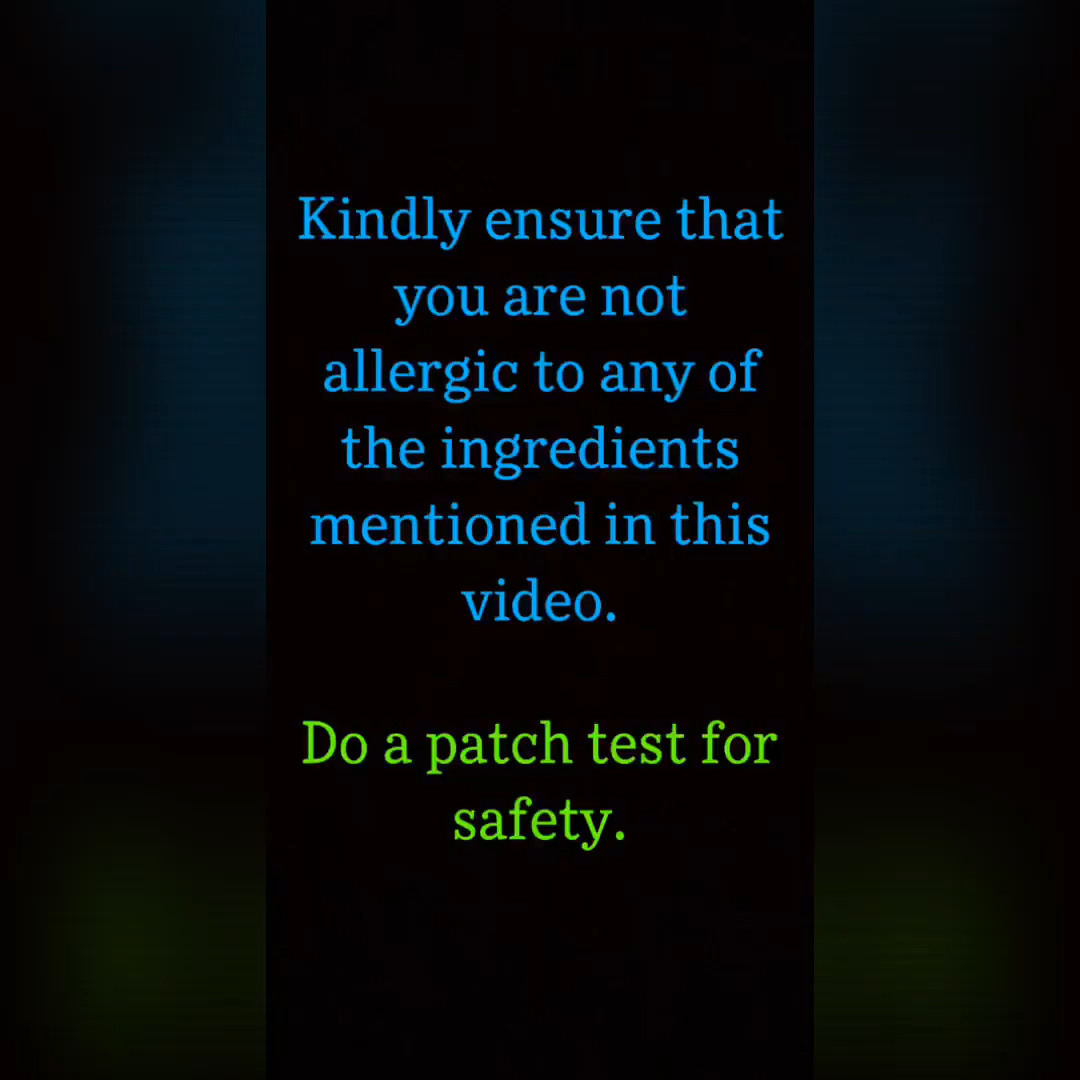 Kindly ensure that
you are not
allergic to any of
the ingredients
mentioned in this
video.
Do a patch test for
safety.